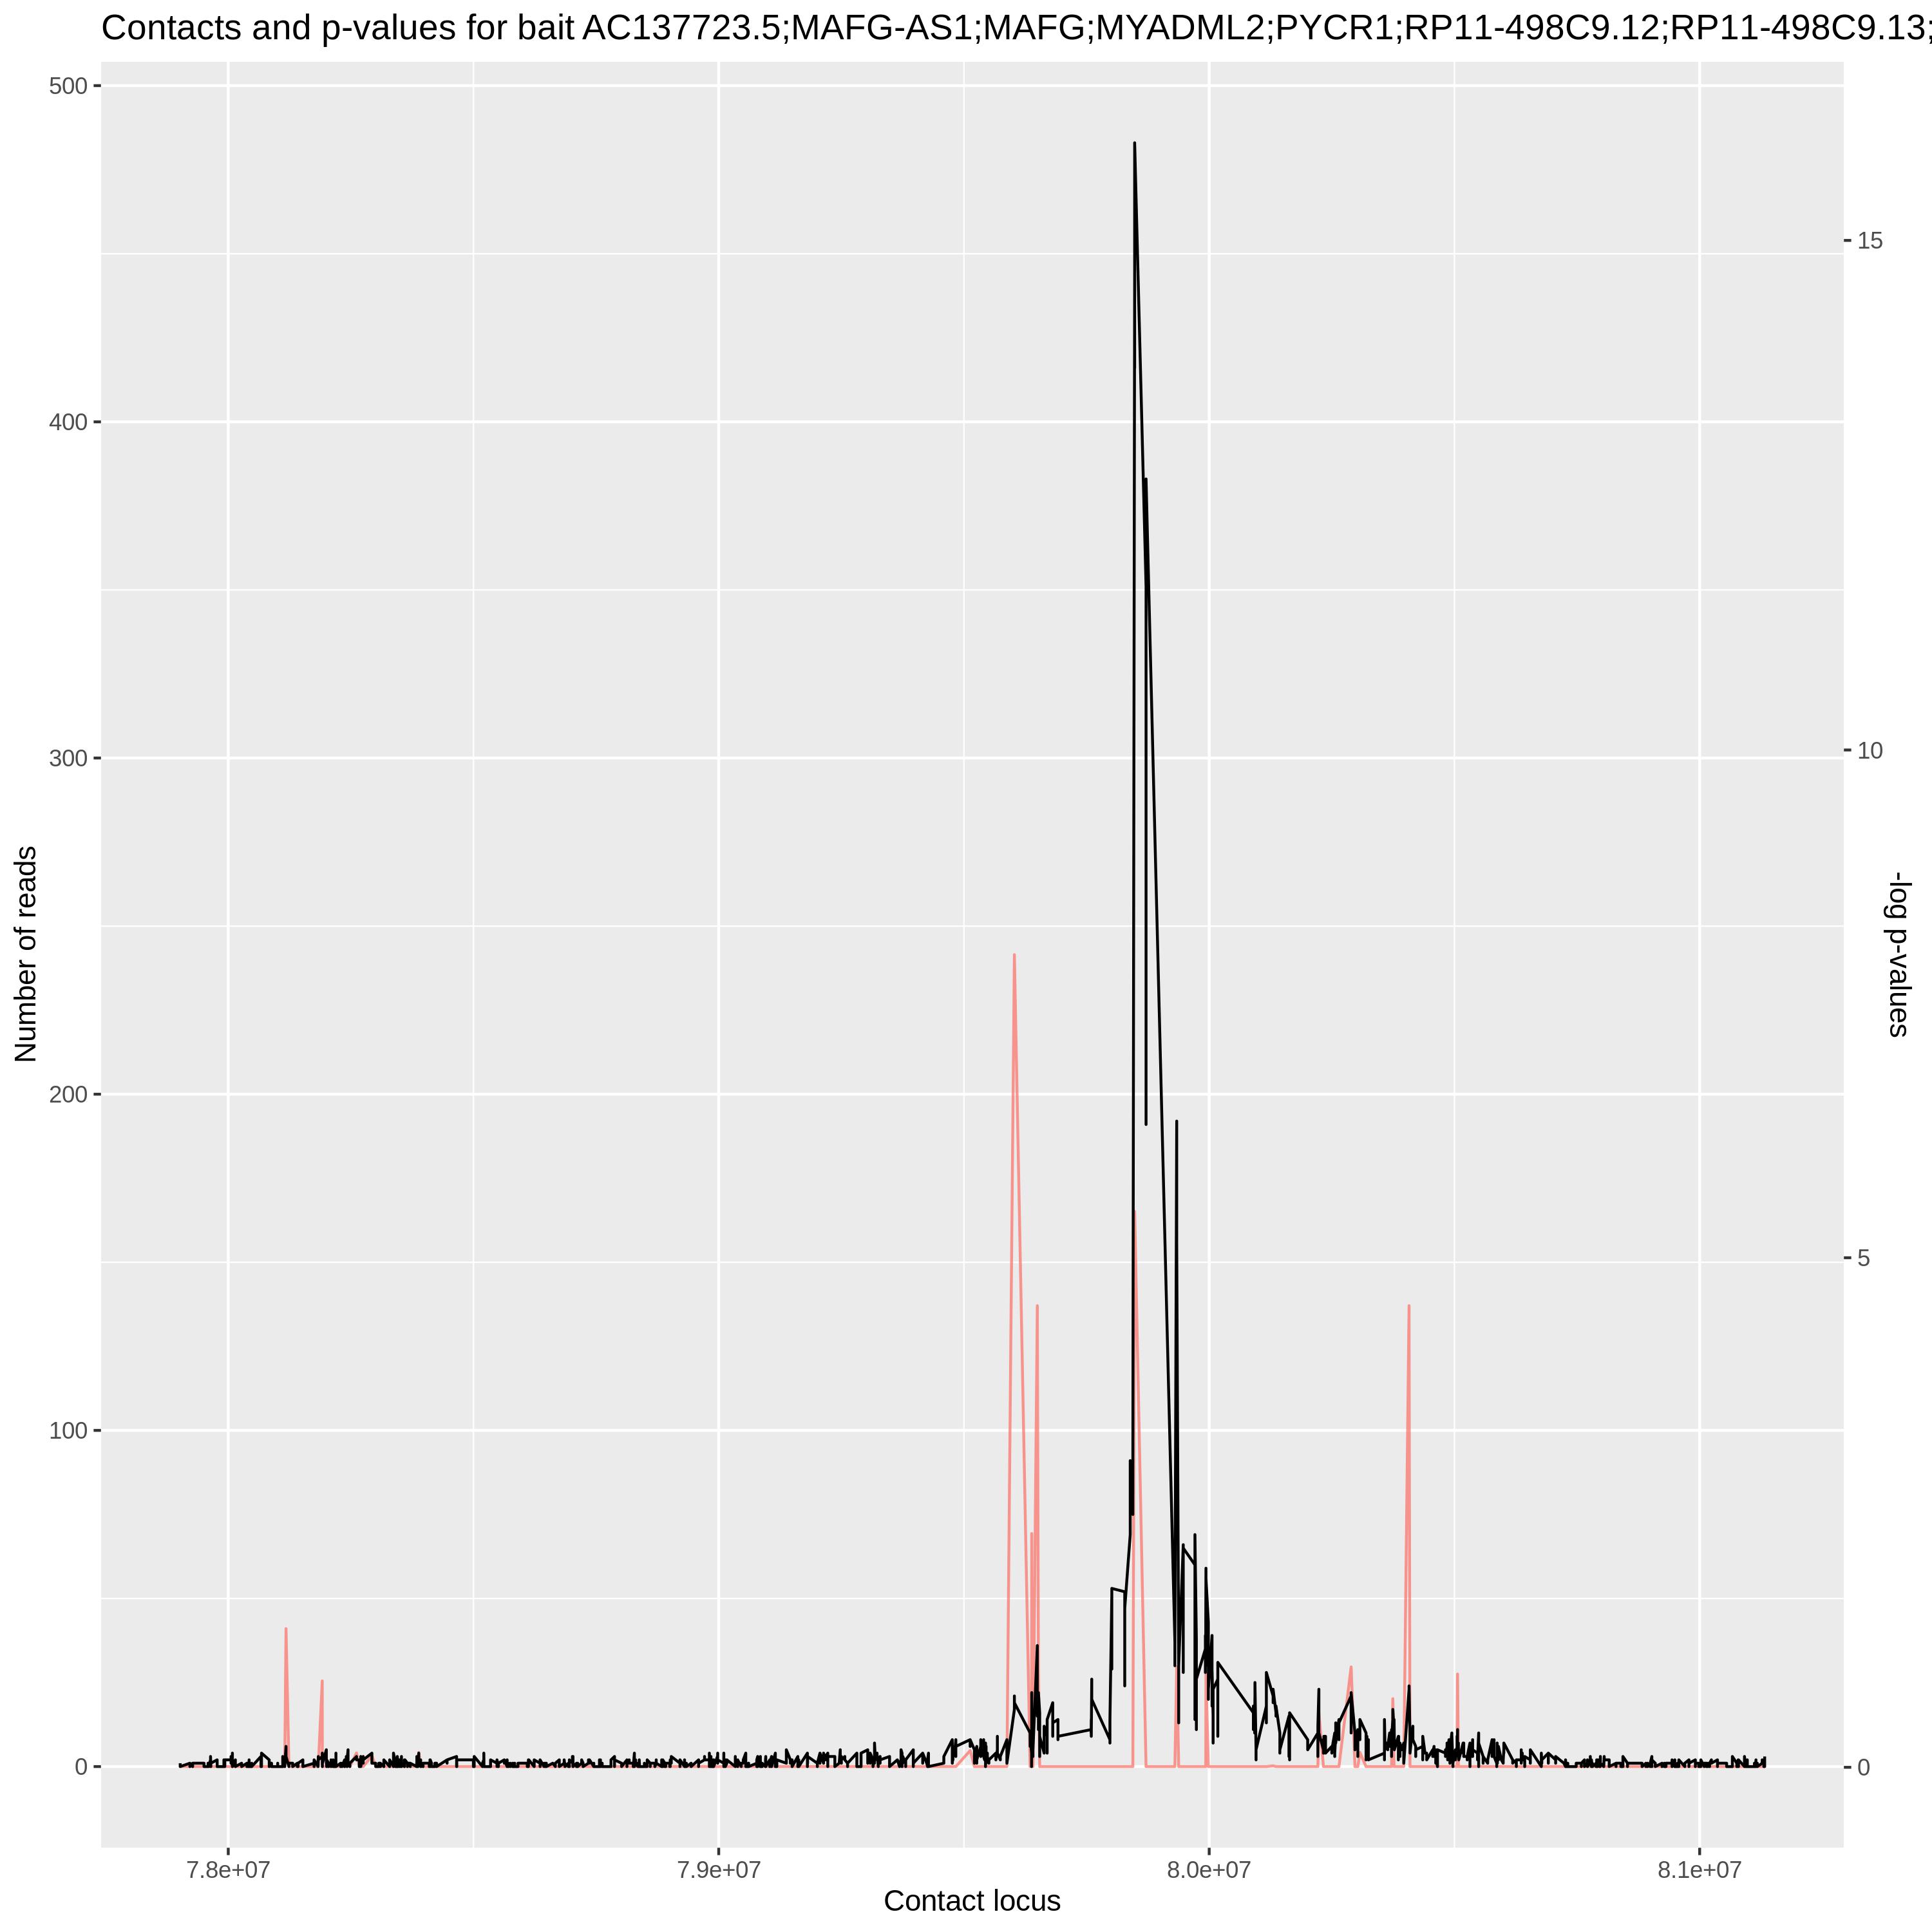 Contacts and p-values for bait AC137723.5;MAFG-AS1;MAFG;MYADML2;PYCR1;RP11-498C9.12;RP11-498C9.13;
500
400
300
200
100
0
Number of reads
15
10
5
0
-log p-values
7.8e+07 7.9e+07 8.0e+07 8.1e+07
Contact locus